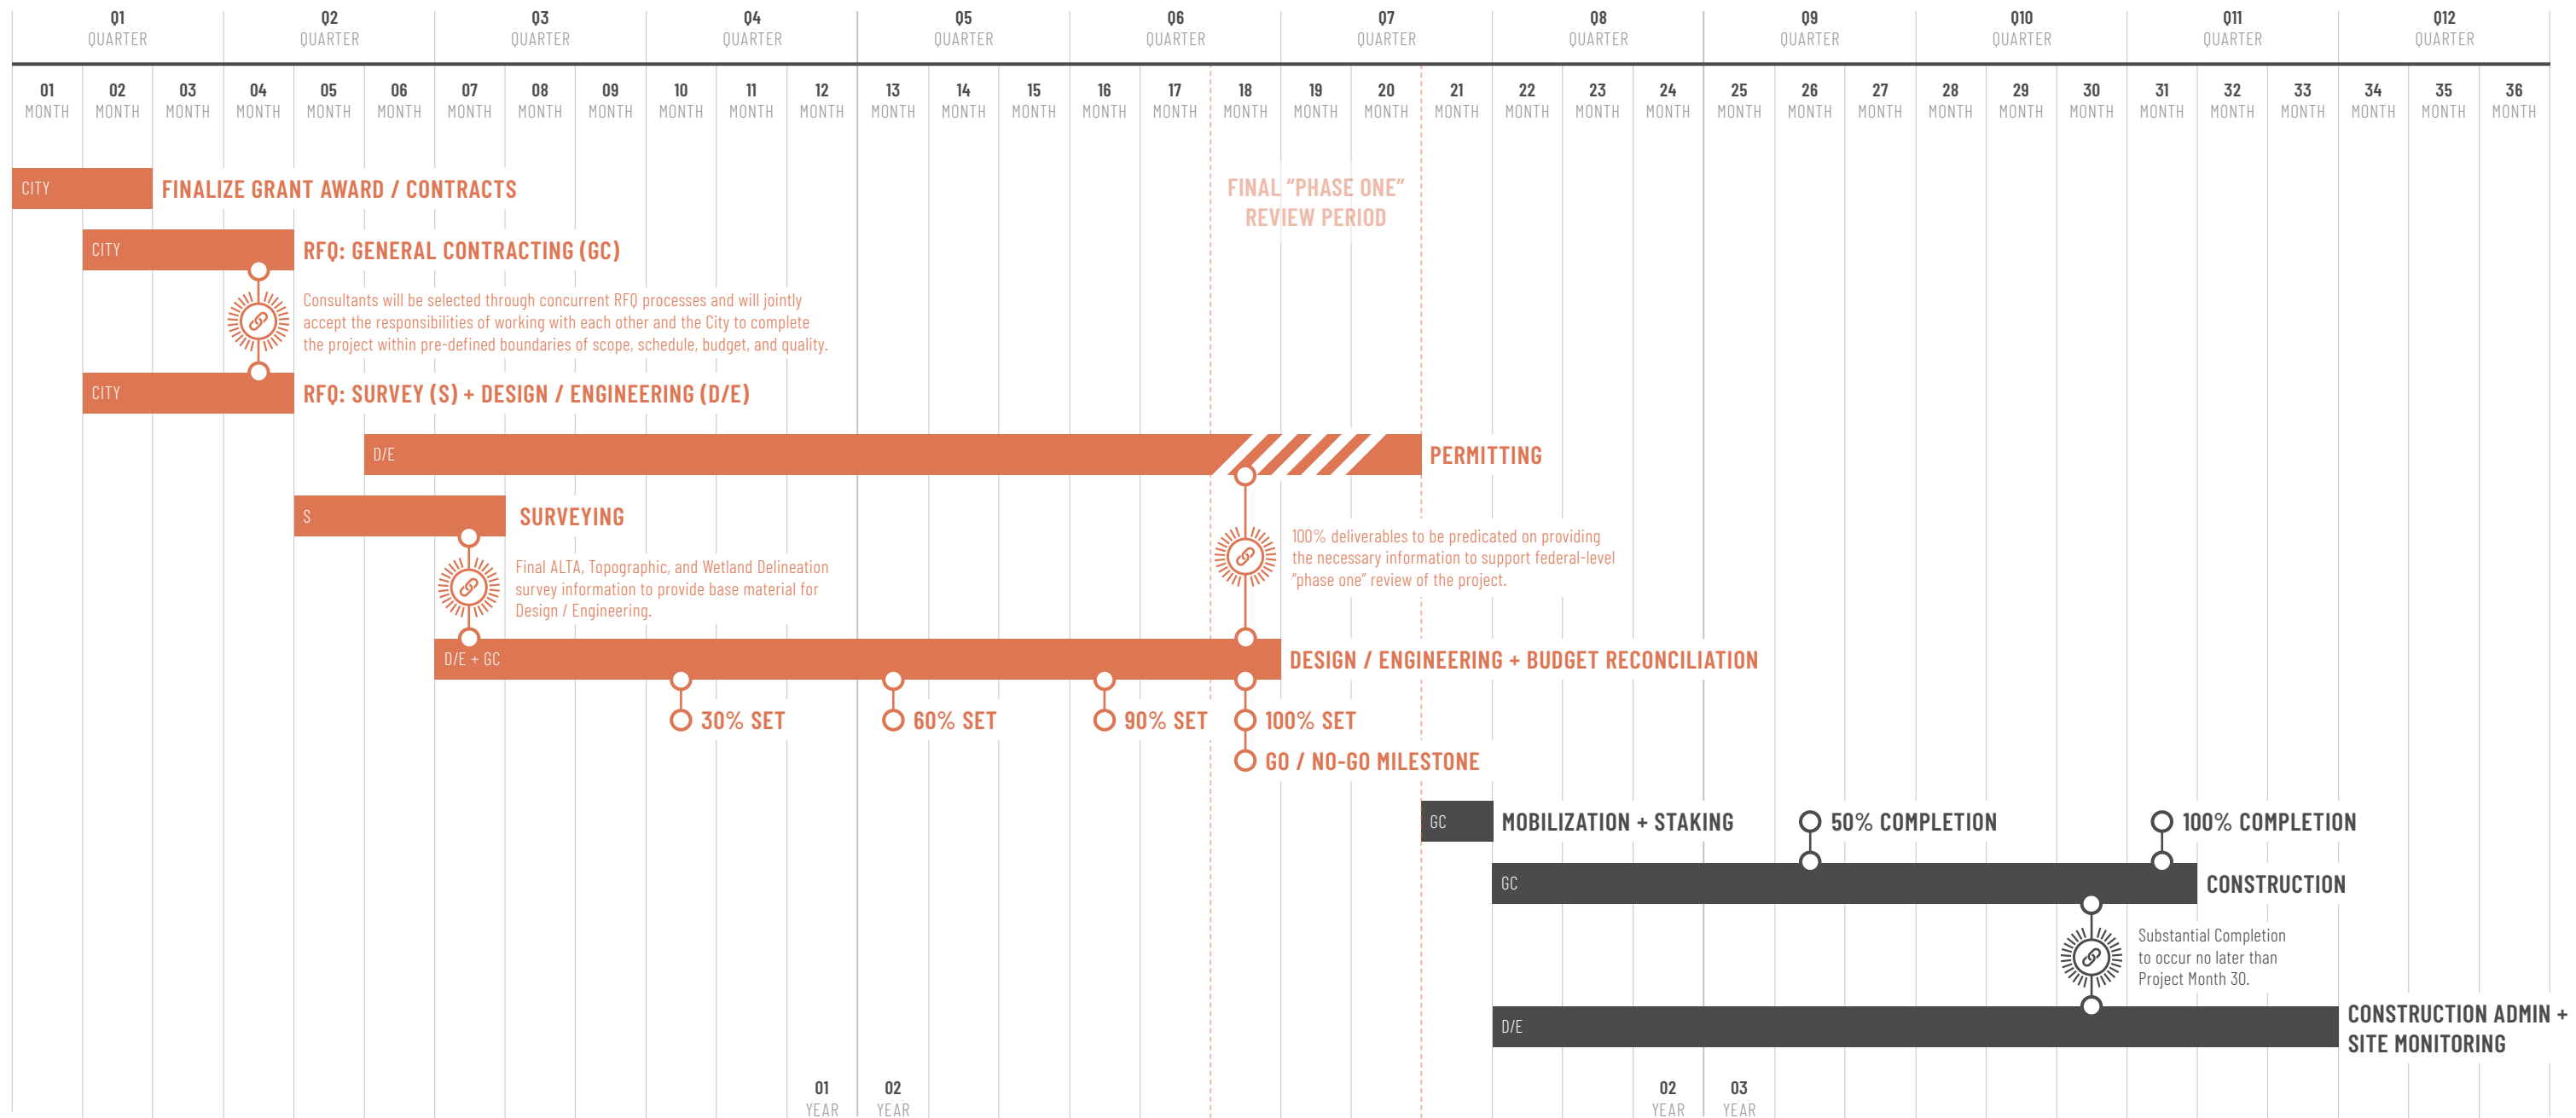 Q1 Q2 Q3 Q4 Q5 Q6 Q7 Q8 Q9 Q10 Q11 Q12
QUARTER QUARTER QUARTER QUARTER QUARTER QUARTER QUARTER QUARTER QUARTER QUARTER QUARTER QUARTER
01 02 03 04 05 06 07 08 09 10 11 12 13 14 15 16 17 18 19 20 21 22 23 24 25 26 27 28 29 30 31 32 33 34 35 36
MONTH MONTH MONTH MONTH MONTH MONTH MONTH MONTH MONTH MONTH MONTH MONTH MONTH MONTH MONTH MONTH MONTH MONTH MONTH MONTH MONTH MONTH MONTH MONTH MONTH MONTH MONTH MONTH MONTH MONTH MONTH MONTH MONTH MONTH MONTH MONTH
CITY FINALIZE GRANT AWARD / CONTRACTS
FINAL “PHASE ONE”
REVIEW PERIOD
CITY RFQ: GENERAL CONTRACTING (GC)
Consultants will be selected through concurrent RFQ processes and will jointly
accept the responsibilities of working with each other and the City to complete
the project within pre-defined boundaries of scope, schedule, budget, and quality.
CITY RFQ: SURVEY (S) + DESIGN / ENGINEERING (D/E)
D/E PERMITTING
S SURVEYING
100% deliverables to be predicated on providing
the necessary information to support federal-level
“phase one” review of the project.
Final ALTA, Topographic, and Wetland Delineation
survey information to provide base material for
Design / Engineering.
D/E + GC DESIGN / ENGINEERING + BUDGET RECONCILIATION
30% SET 60% SET 90% SET 100% SET
GO / NO-GO MILESTONE
GC MOBILIZATION + STAKING 50% COMPLETION 100% COMPLETION
GC CONSTRUCTION
Substantial Completion
to occur no later than
Project Month 30.
D/E CONSTRUCTION ADMIN +
SITE MONITORING
01 02 02 03
YEAR YEAR YEAR YEAR